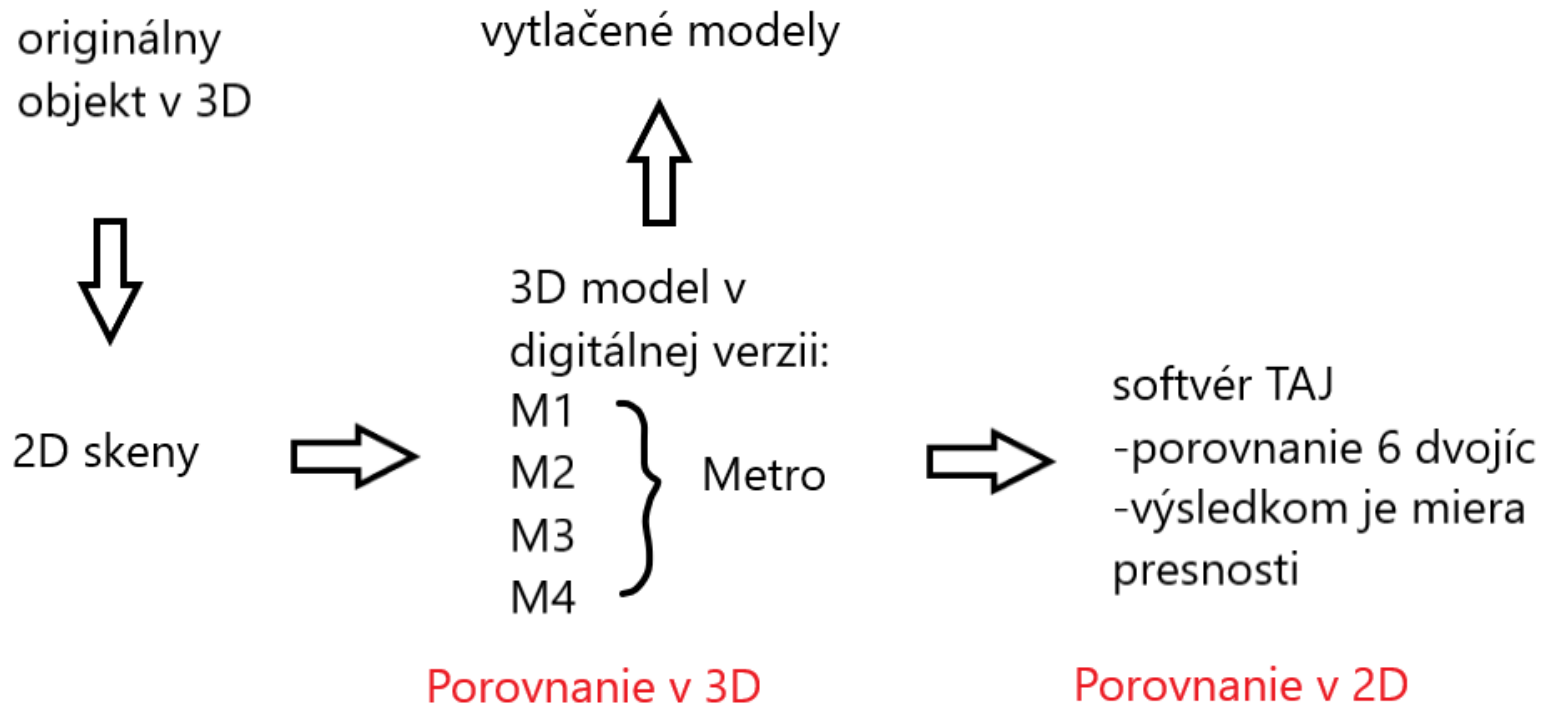 originálny
objekt v 3D
vytlačené modely
2D skeny
3D model v
digitálnej verzii:
M1
M2
M3
M4
Metro
softvér TAJ
-porovnanie 6 dvojíc
-výsledkom je miera
presnosti
Porovnanie v 3D
Porovnanie v 2D